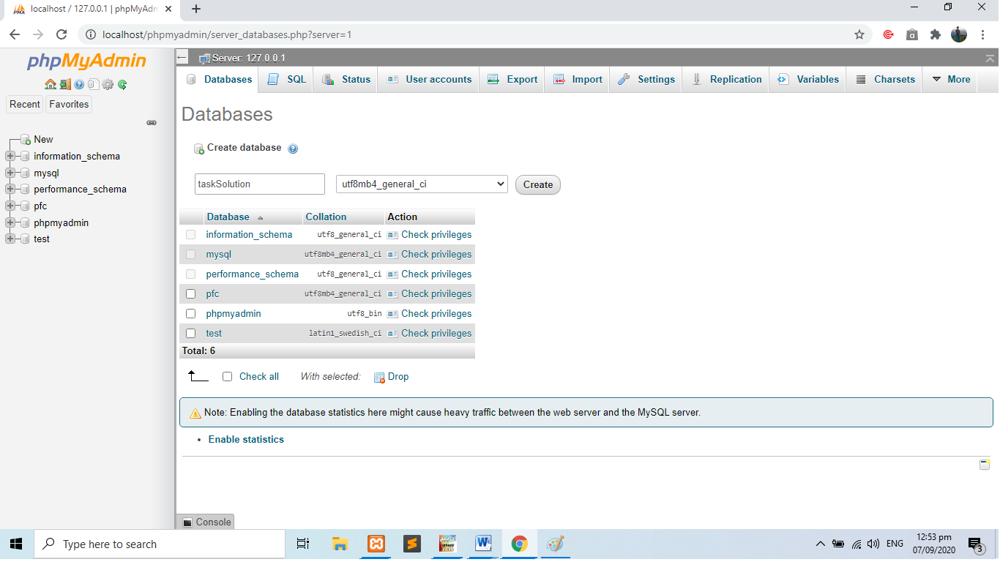 localhost / 127.0.0.1 | phpMyAdm
localhost/phpmyadmin/server_databases.php?server=1
phpMyAdmin
Recent Favorites
New
information_schema
mysql
performance_schema
pfc
phpmyadmin
test
Server: 127.0.0.1
Databases SQL Status User accounts Export Import Settings Replication Variables Charsets More
Databases
Create database
taskSolution utf8mb4_general_ci Create
Database Collation Action
information_schema utf8_general_ci Check privileges
mysql utf8mb4_general_ci Check privileges
performance_schema utf8_general_ci Check privileges
pfc utf8mb4_general_ci Check privileges
phpmyadmin utf8_bin Check privileges
test latin1_swedish_ci Check privileges
Total: 6
Check all With selected: Drop
Note: Enabling the database statistics here might cause heavy traffic between the web server and the MySQL server.
• Enable statistics
Console
Type here to search
ENG
12:53 pm
07/09/2020
3